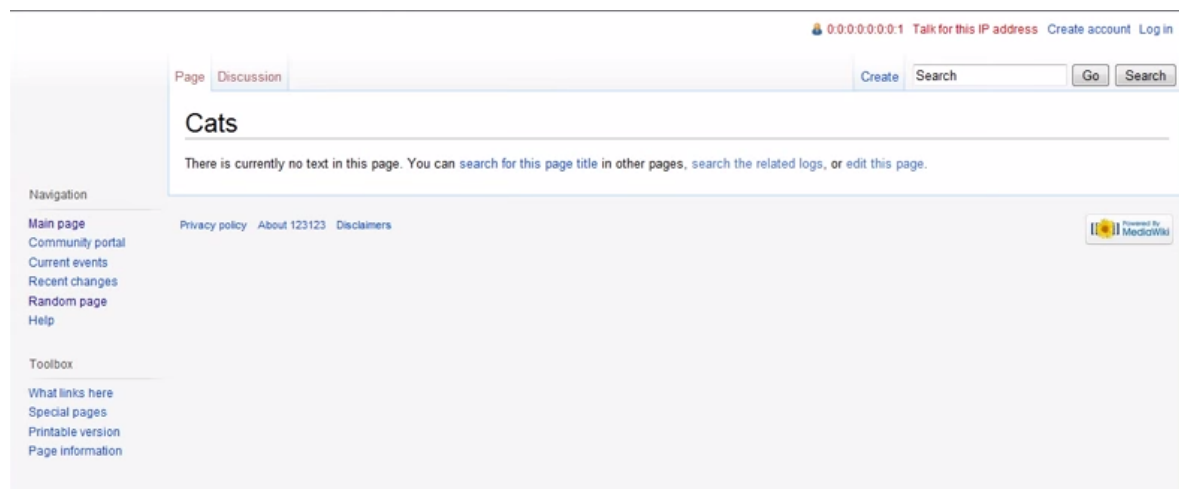 0:0:0:0:0:0:0:1 Talk for this IP address Create account Log in
Page Discussion Create Search Go Search
Cats
There is currently no text in this page. You can search for this page title in other pages, search the related logs, or edit this page.
Navigation
Main page
Community portal
Current events
Recent changes
Random page
Help
Toolbox
What links here
Special pages
Printable version
Page information
Privacy policy About 123123 Disclaimers
Powered By
MediaWiki